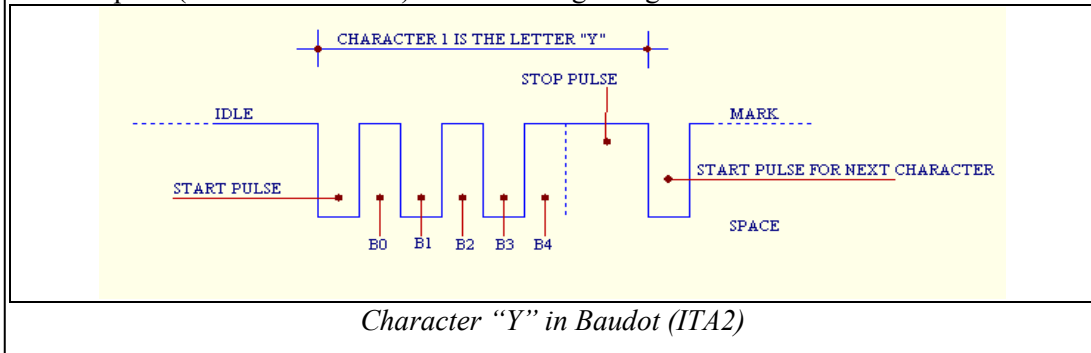 CHARACTER 1 IS THE LETTER "Y"
STOP PULSE
IDLE
MARK
START PULSE FOR NEXT CHARACTER
START PULSE
SPACE
B0 B1 B2 B3 B4
Character “Y” in Baudot (ITA2)